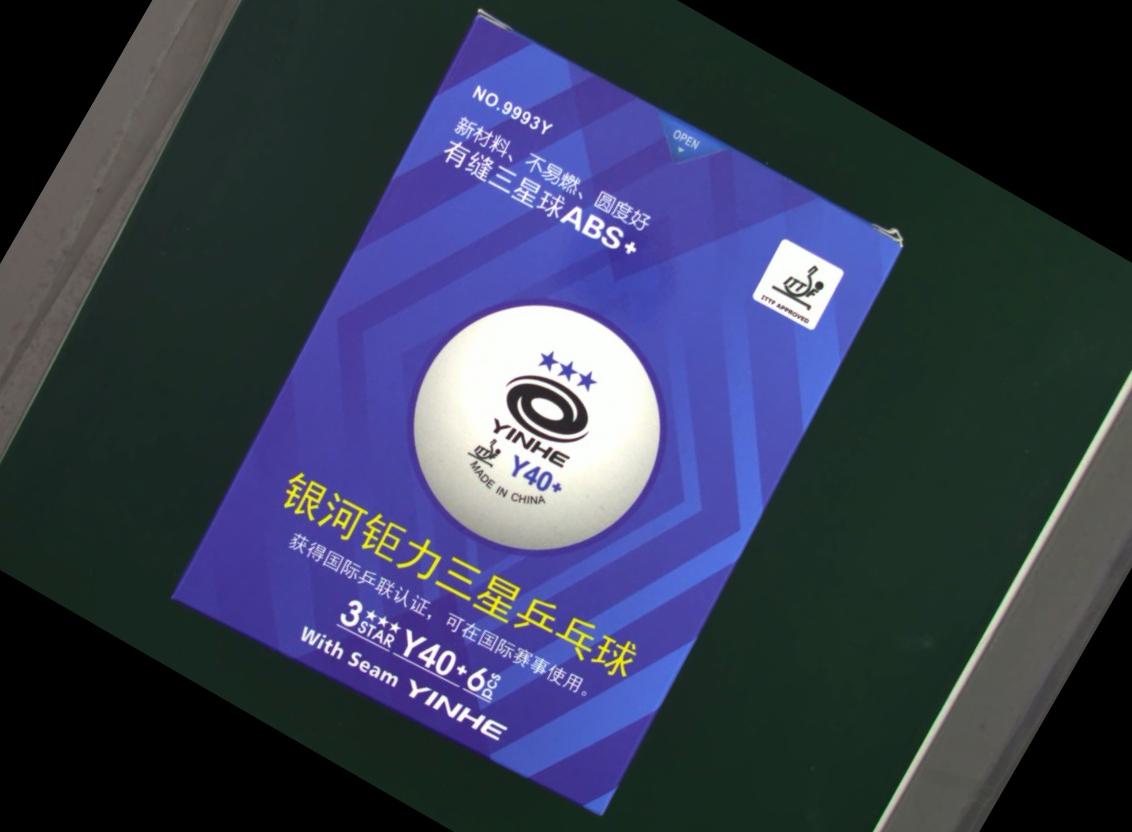 NO.9993Y
OPEN
新材料、不易燃、圆度好
有缝三星球ABS+
ITTF
ITTF APPROVED
★★★
YINHE
Y40+
MADE IN CHINA
银河钜力三星乒乓球
获得国际乒联认证，可在国际赛事使用。
3★★★STAR Y40+6pcs
With Seam YINHE